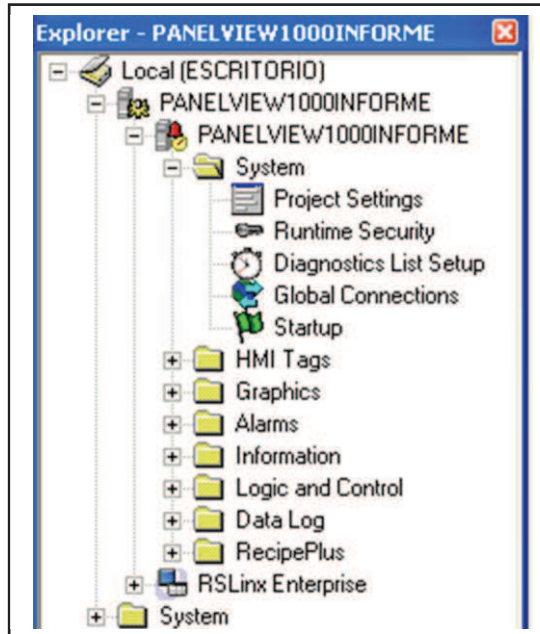 Explorer - PANELVIEW1000INFORME
Local (ESCRITORIO)
PANELVIEW1000INFORME
PANELVIEW1000INFORME
System
Project Settings
Runtime Security
Diagnostics List Setup
Global Connections
Startup
HMI Tags
Graphics
Alarms
Information
Logic and Control
Data Log
RecipePlus
RSLinx Enterprise
System